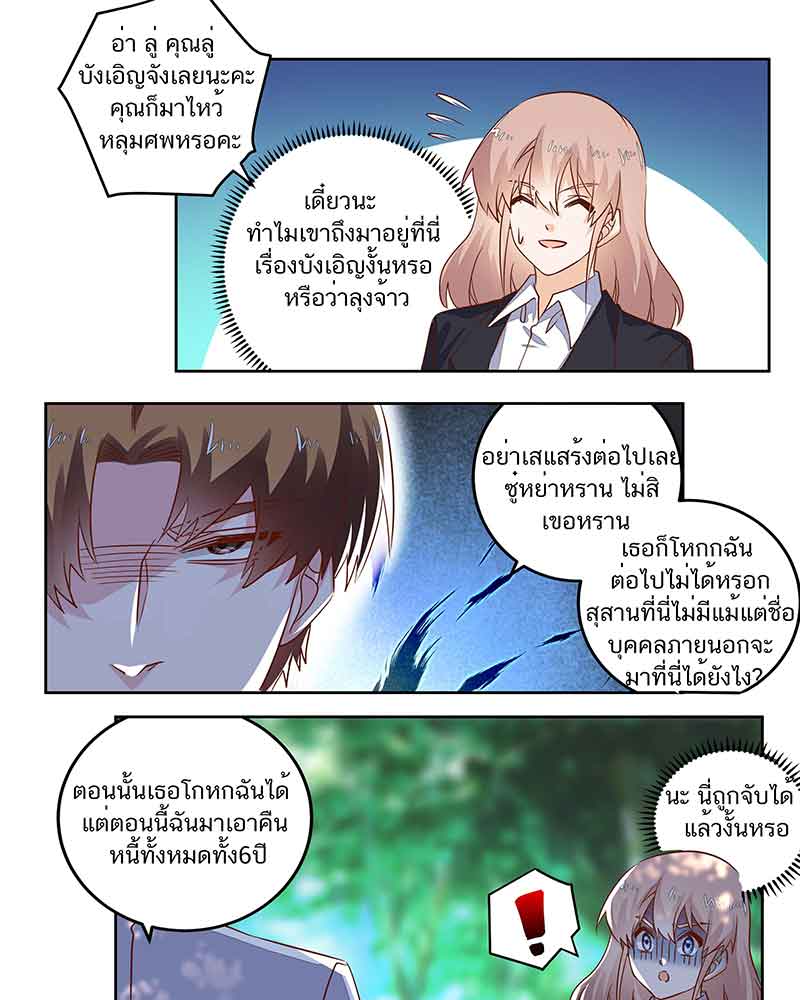 อ่า ลู่ คุณลู่
บังเอิญจังเลยนะคะ
คุณก็มาไหว้
หลุมศพหรอคะ
เดี๋ยวนะ
ทำไมเขาถึงมาอยู่ที่นี่
เรื่องบังเอิญงั้นหรอ
หรือว่าลุงจ้าว
อย่าเสแสร้งต่อไปเลย
ซู๋หย่าหราน ไม่สิ
เขอหราน
เธอก็โหกกฉัน
ต่อไปไม่ได้หรอก
สุสานที่นี่ไม่มีแม้แต่ชื่อ
บุคคลภายนอกจะ
มาที่นี่ได้ยังไง?
ตอนนั้นเธอโกหกฉันได้
แต่ตอนนี้ฉันมาเอาคืน
หนี้ทั้งหมดทั้ง6ปี
นะ นี่ถูกจับได้
แล้วงั้นหรอ
!